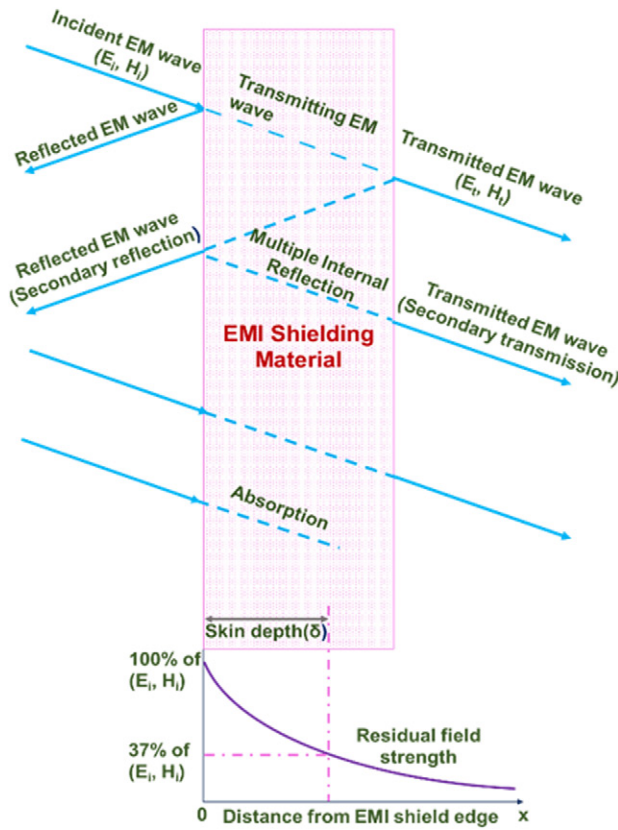 Incident EM wave
(Ei, Hi)
Reflected EM wave
Transmitting EM
wave
Transmitted EM wave
(Et, Ht)
Reflected EM wave
(Secondary reflection)
Multiple Internal
Reflection
Transmitted EM wave
(Secondary transmission)
EMI Shielding
Material
Absorption
Skin depth(δ)
100% of
(Ei, Hi)
37% of
(Ei, Hi)
Residual field
strength
0
Distance from EMI shield edge
x